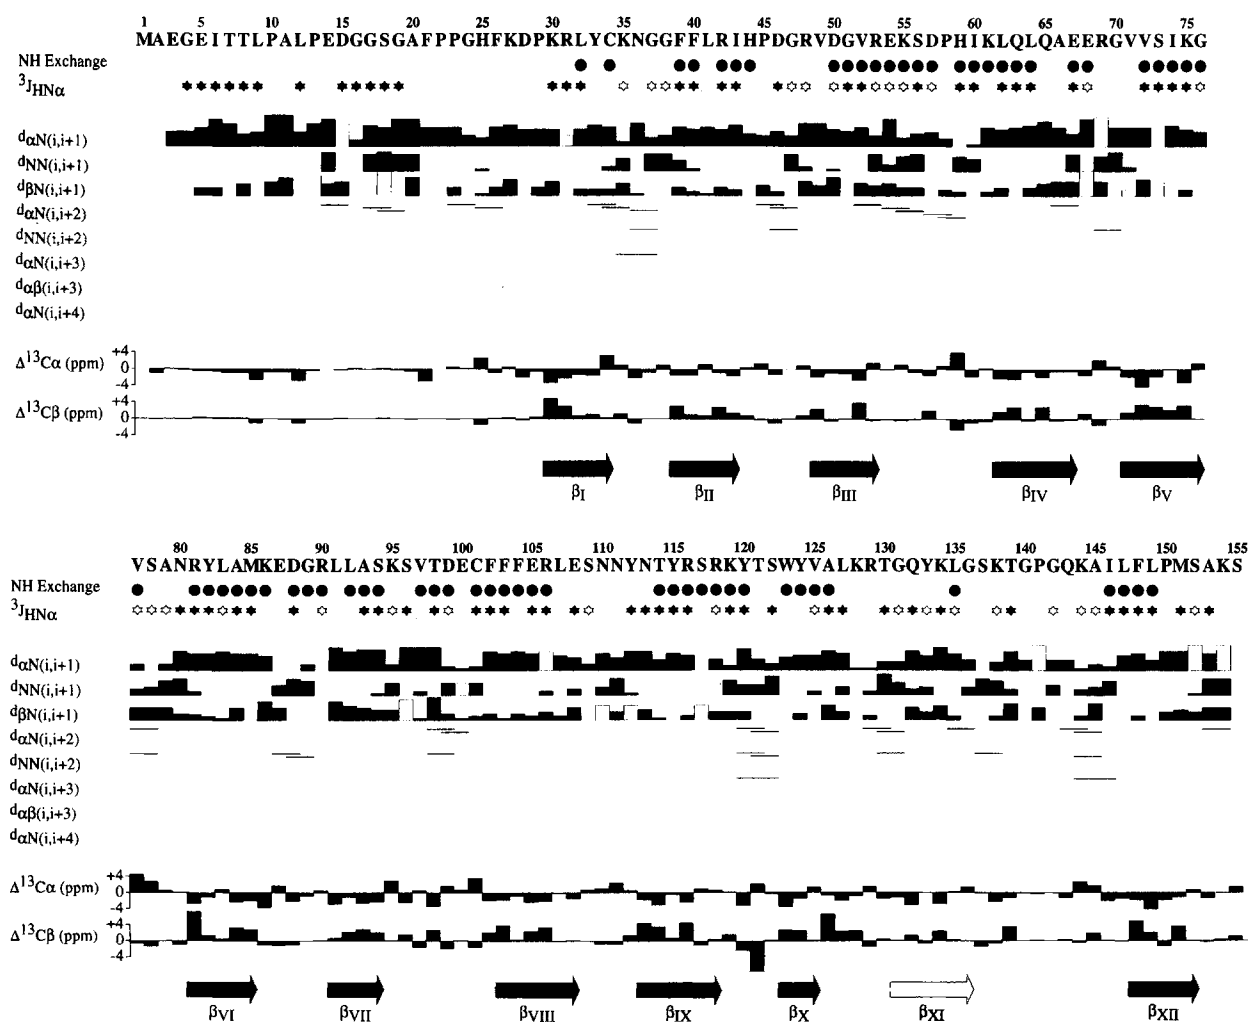 1 5 10 15 20 25 30 35 40 45 50 55 60 65 70 75
MAEGEITTLPALPEDGGSGAFPPGHFKDPKRLYCKNGGFFLRIHPDGRVDGVREKSDPHIKLQLQAEERGVVSIKG
NH Exchange
³JHNα
dαN(i,i+1)
dNN(i,i+1)
dβN(i,i+1)
dαN(i,i+2)
dNN(i,i+2)
dαN(i,i+3)
dαβ(i,i+3)
dαN(i,i+4)
Δ¹³Cα (ppm) +4 0 -4
Δ¹³Cβ (ppm) +4 0 -4
βI βII βIII βIV βV
80 85 90 95 100 105 110 115 120 125 130 135 140 145 150 155
VSANRYLAMKEDGRLLASKSVTDECFFFERLESNNYNTYRSRKYTSWYVALKRTGQYKLGSKTGPGQKAILFLPMSAKS
NH Exchange
³JHNα
dαN(i,i+1)
dNN(i,i+1)
dβN(i,i+1)
dαN(i,i+2)
dNN(i,i+2)
dαN(i,i+3)
dαβ(i,i+3)
dαN(i,i+4)
Δ¹³Cα (ppm) +4 0 -4
Δ¹³Cβ (ppm) +4 0 -4
βVI βVII βVIII βIX βX βXI βXII